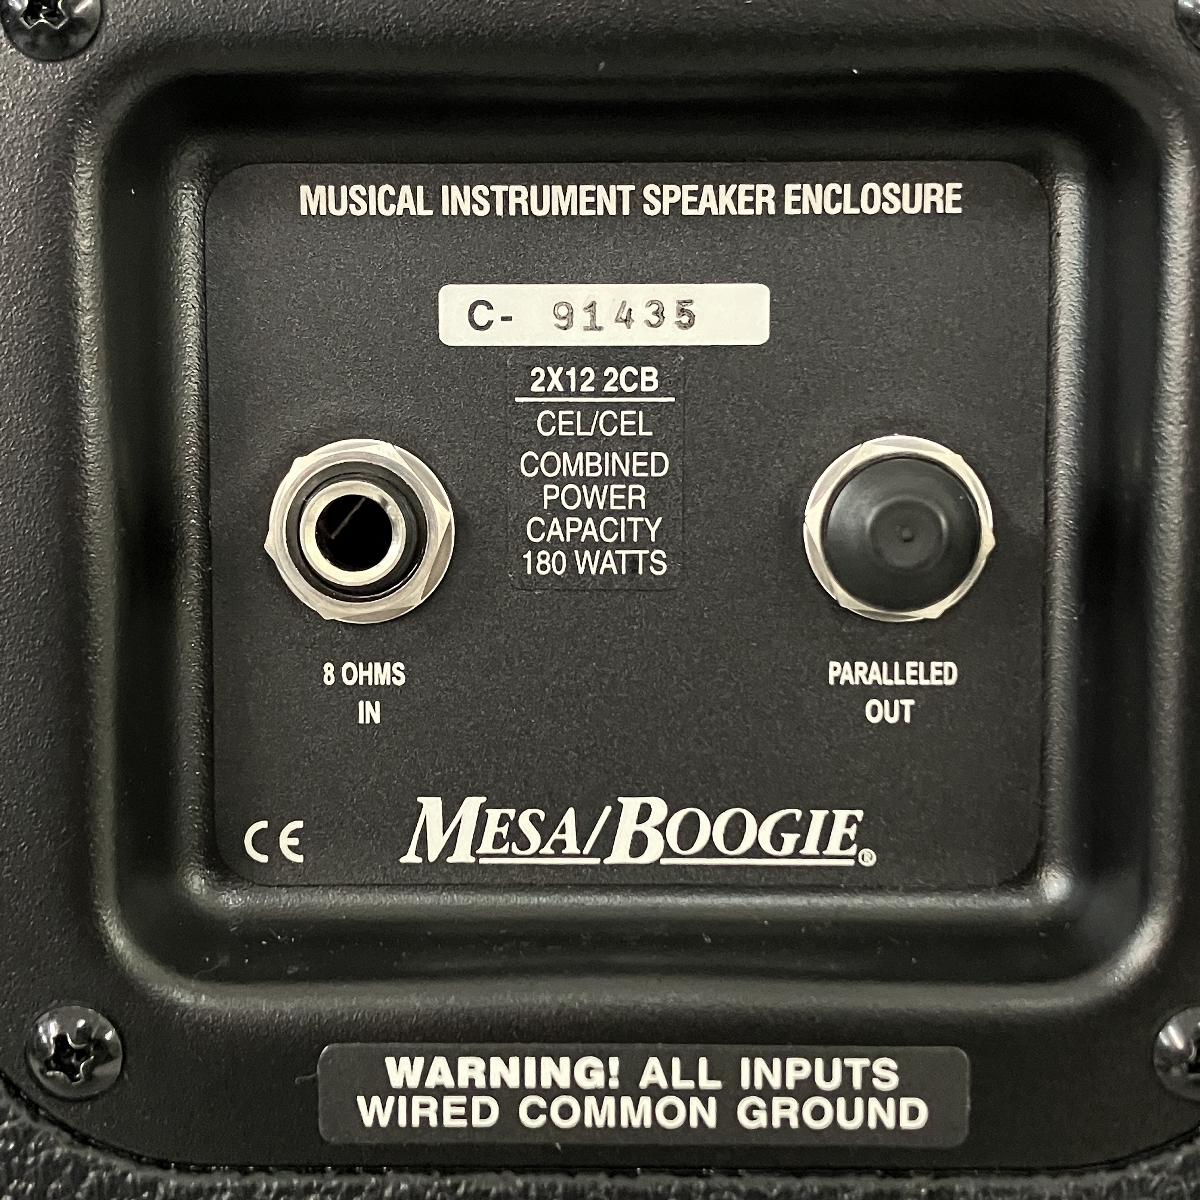 MUSICAL INSTRUMENT SPEAKER ENCLOSURE
C- 91435
2X12 2CB
CEL/CEL
COMBINED
POWER
CAPACITY
180 WATTS
8 OHMS
IN
PARALLELED
OUT
CE
MESA/BOOGIE®
WARNING! ALL INPUTS
WIRED COMMON GROUND